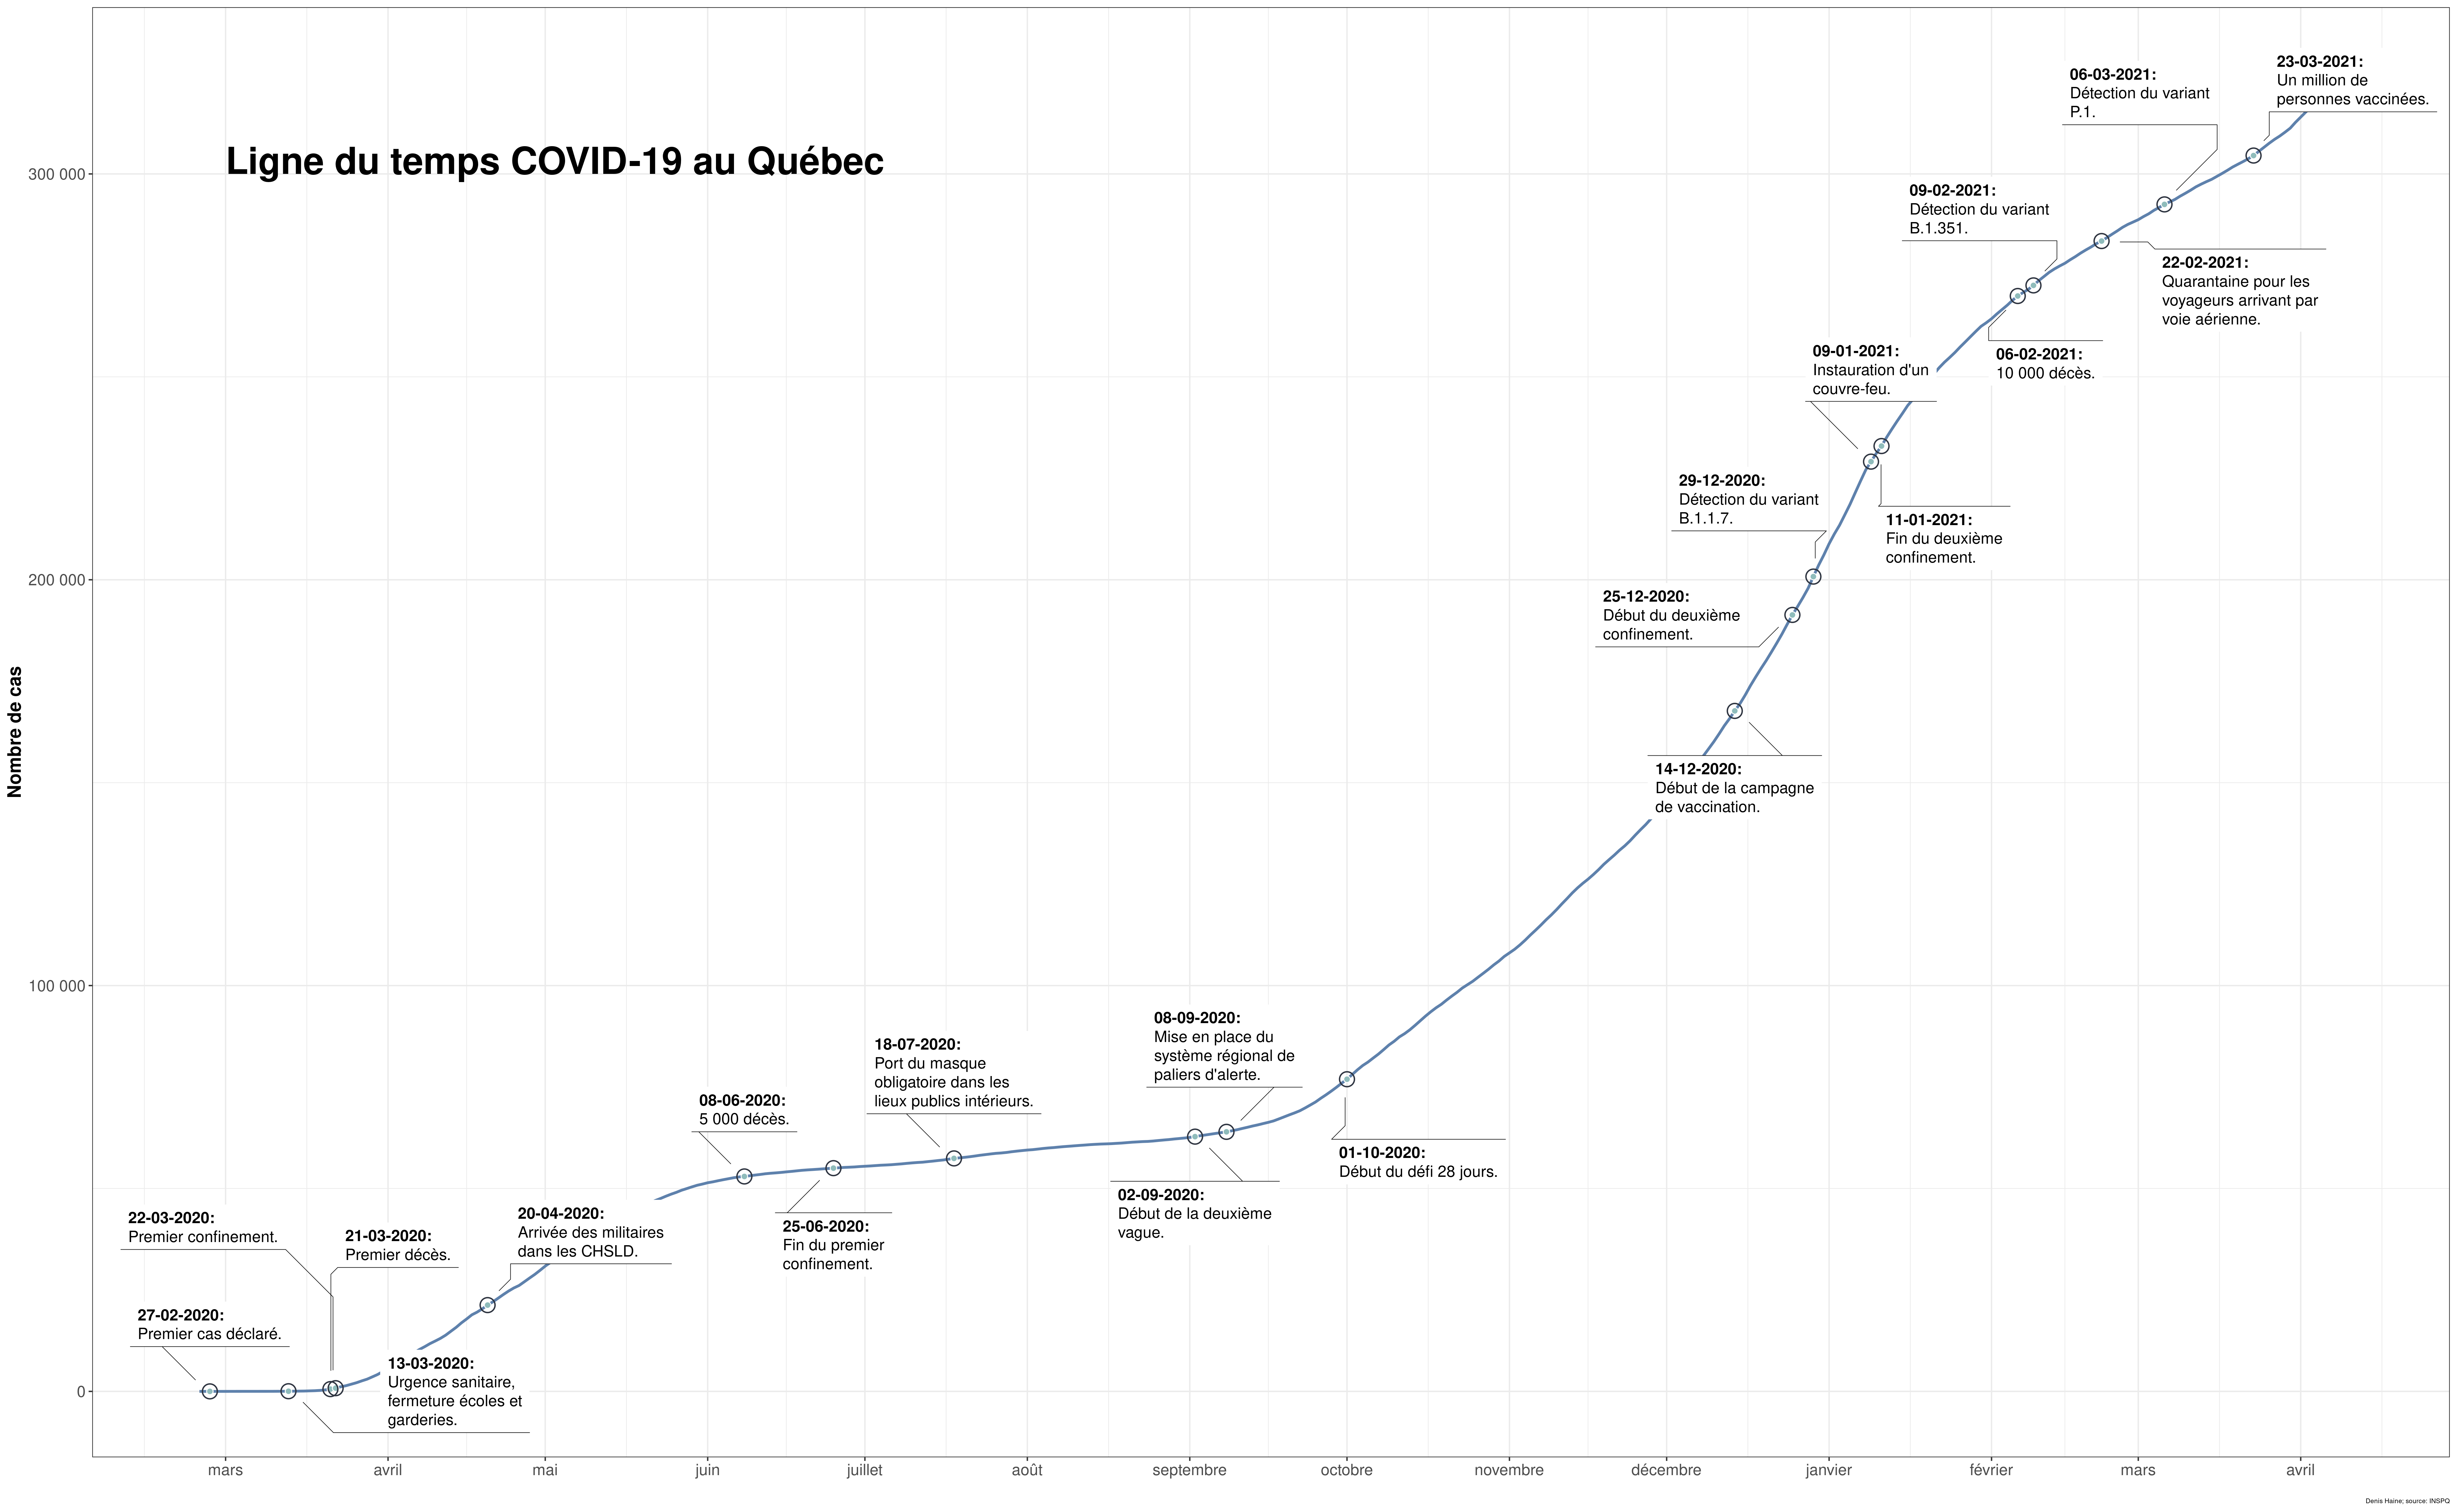 Ligne du temps COVID-19 au Québec
Nombre de cas
300 000
200 000
100 000
0
23-03-2021:
Un million de
personnes vaccinées.
06-03-2021:
Détection du variant
P.1.
09-02-2021:
Détection du variant
B.1.351.
22-02-2021:
Quarantaine pour les
voyageurs arrivant par
voie aérienne.
06-02-2021:
10 000 décès.
09-01-2021:
Instauration d'un
couvre-feu.
29-12-2020:
Détection du variant
B.1.1.7.
11-01-2021:
Fin du deuxième
confinement.
25-12-2020:
Début du deuxième
confinement.
14-12-2020:
Début de la campagne
de vaccination.
08-09-2020:
Mise en place du
système régional de
paliers d'alerte.
18-07-2020:
Port du masque
obligatoire dans les
lieux publics intérieurs.
08-06-2020:
5 000 décès.
01-10-2020:
Début du défi 28 jours.
02-09-2020:
Début de la deuxième
vague.
25-06-2020:
Fin du premier
confinement.
20-04-2020:
Arrivée des militaires
dans les CHSLD.
22-03-2020:
Premier confinement.
21-03-2020:
Premier décès.
27-02-2020:
Premier cas déclaré.
13-03-2020:
Urgence sanitaire,
fermeture écoles et
garderies.
mars avril mai juin juillet août septembre octobre novembre décembre janvier février mars avril
Denis Haine; source: INSPQ